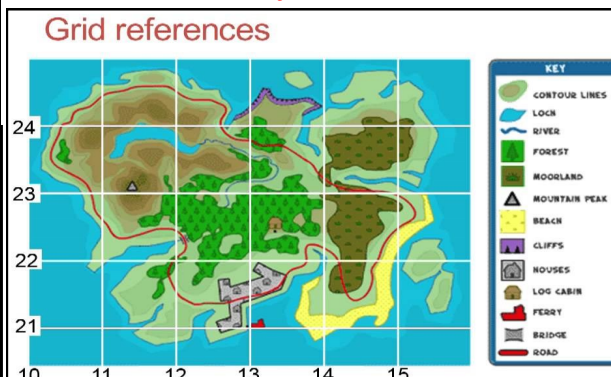 Grid references
KEY
CONTOUR LINES
LOCH
RIVER
FOREST
MOORLAND
MOUNTAIN PEAK
BEACH
CLIFFS
HOUSES
LOG CABIN
FERRY
BRIDGE
ROAD
24
23
22
21
10 11 12 13 14 15